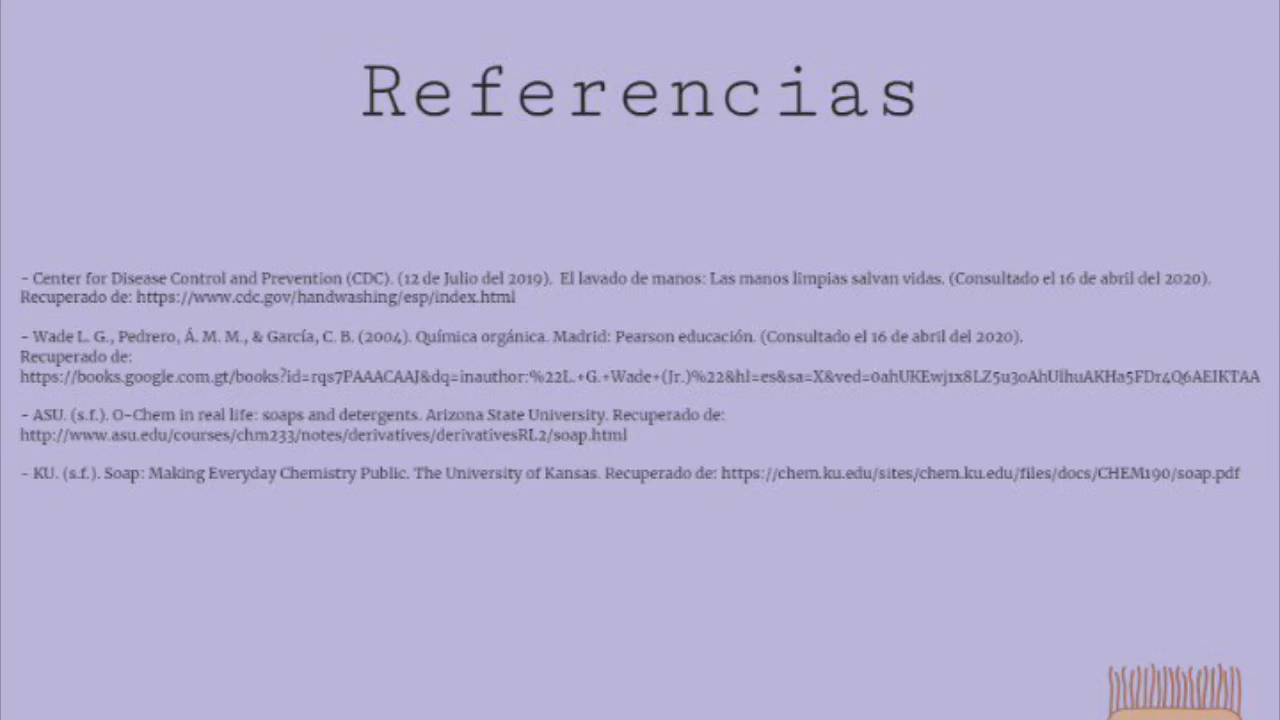 Referencias
- Center for Disease Control and Prevention (CDC). (12 de Julio del 2019).  El lavado de manos: Las manos limpias salvan vidas. (Consultado el 16 de abril del 2020).
Recuperado de: https://www.cdc.gov/handwashing/esp/index.html
- Wade L. G., Pedrero, Á. M. M., & García, C. B. (2004). Química orgánica. Madrid: Pearson educación. (Consultado el 16 de abril del 2020).
Recuperado de:
https://books.google.com.gt/books?id=rqs7PAAACAAJ&dq=inauthor:%22L.+G.+Wade+(Jr.)%22&hl=es&sa=X&ved=0ahUKEwj1x8LZ5u3oAhUlhuAKHa5FDr4Q6AEIKTAA
- ASU. (s.f.). O-Chem in real life: soaps and detergents. Arizona State University. Recuperado de:
http://www.asu.edu/courses/chm233/notes/derivatives/derivativesRL2/soap.html
- KU. (s.f.). Soap: Making Everyday Chemistry Public. The University of Kansas. Recuperado de: https://chem.ku.edu/sites/chem.ku.edu/files/docs/CHEM190/soap.pdf